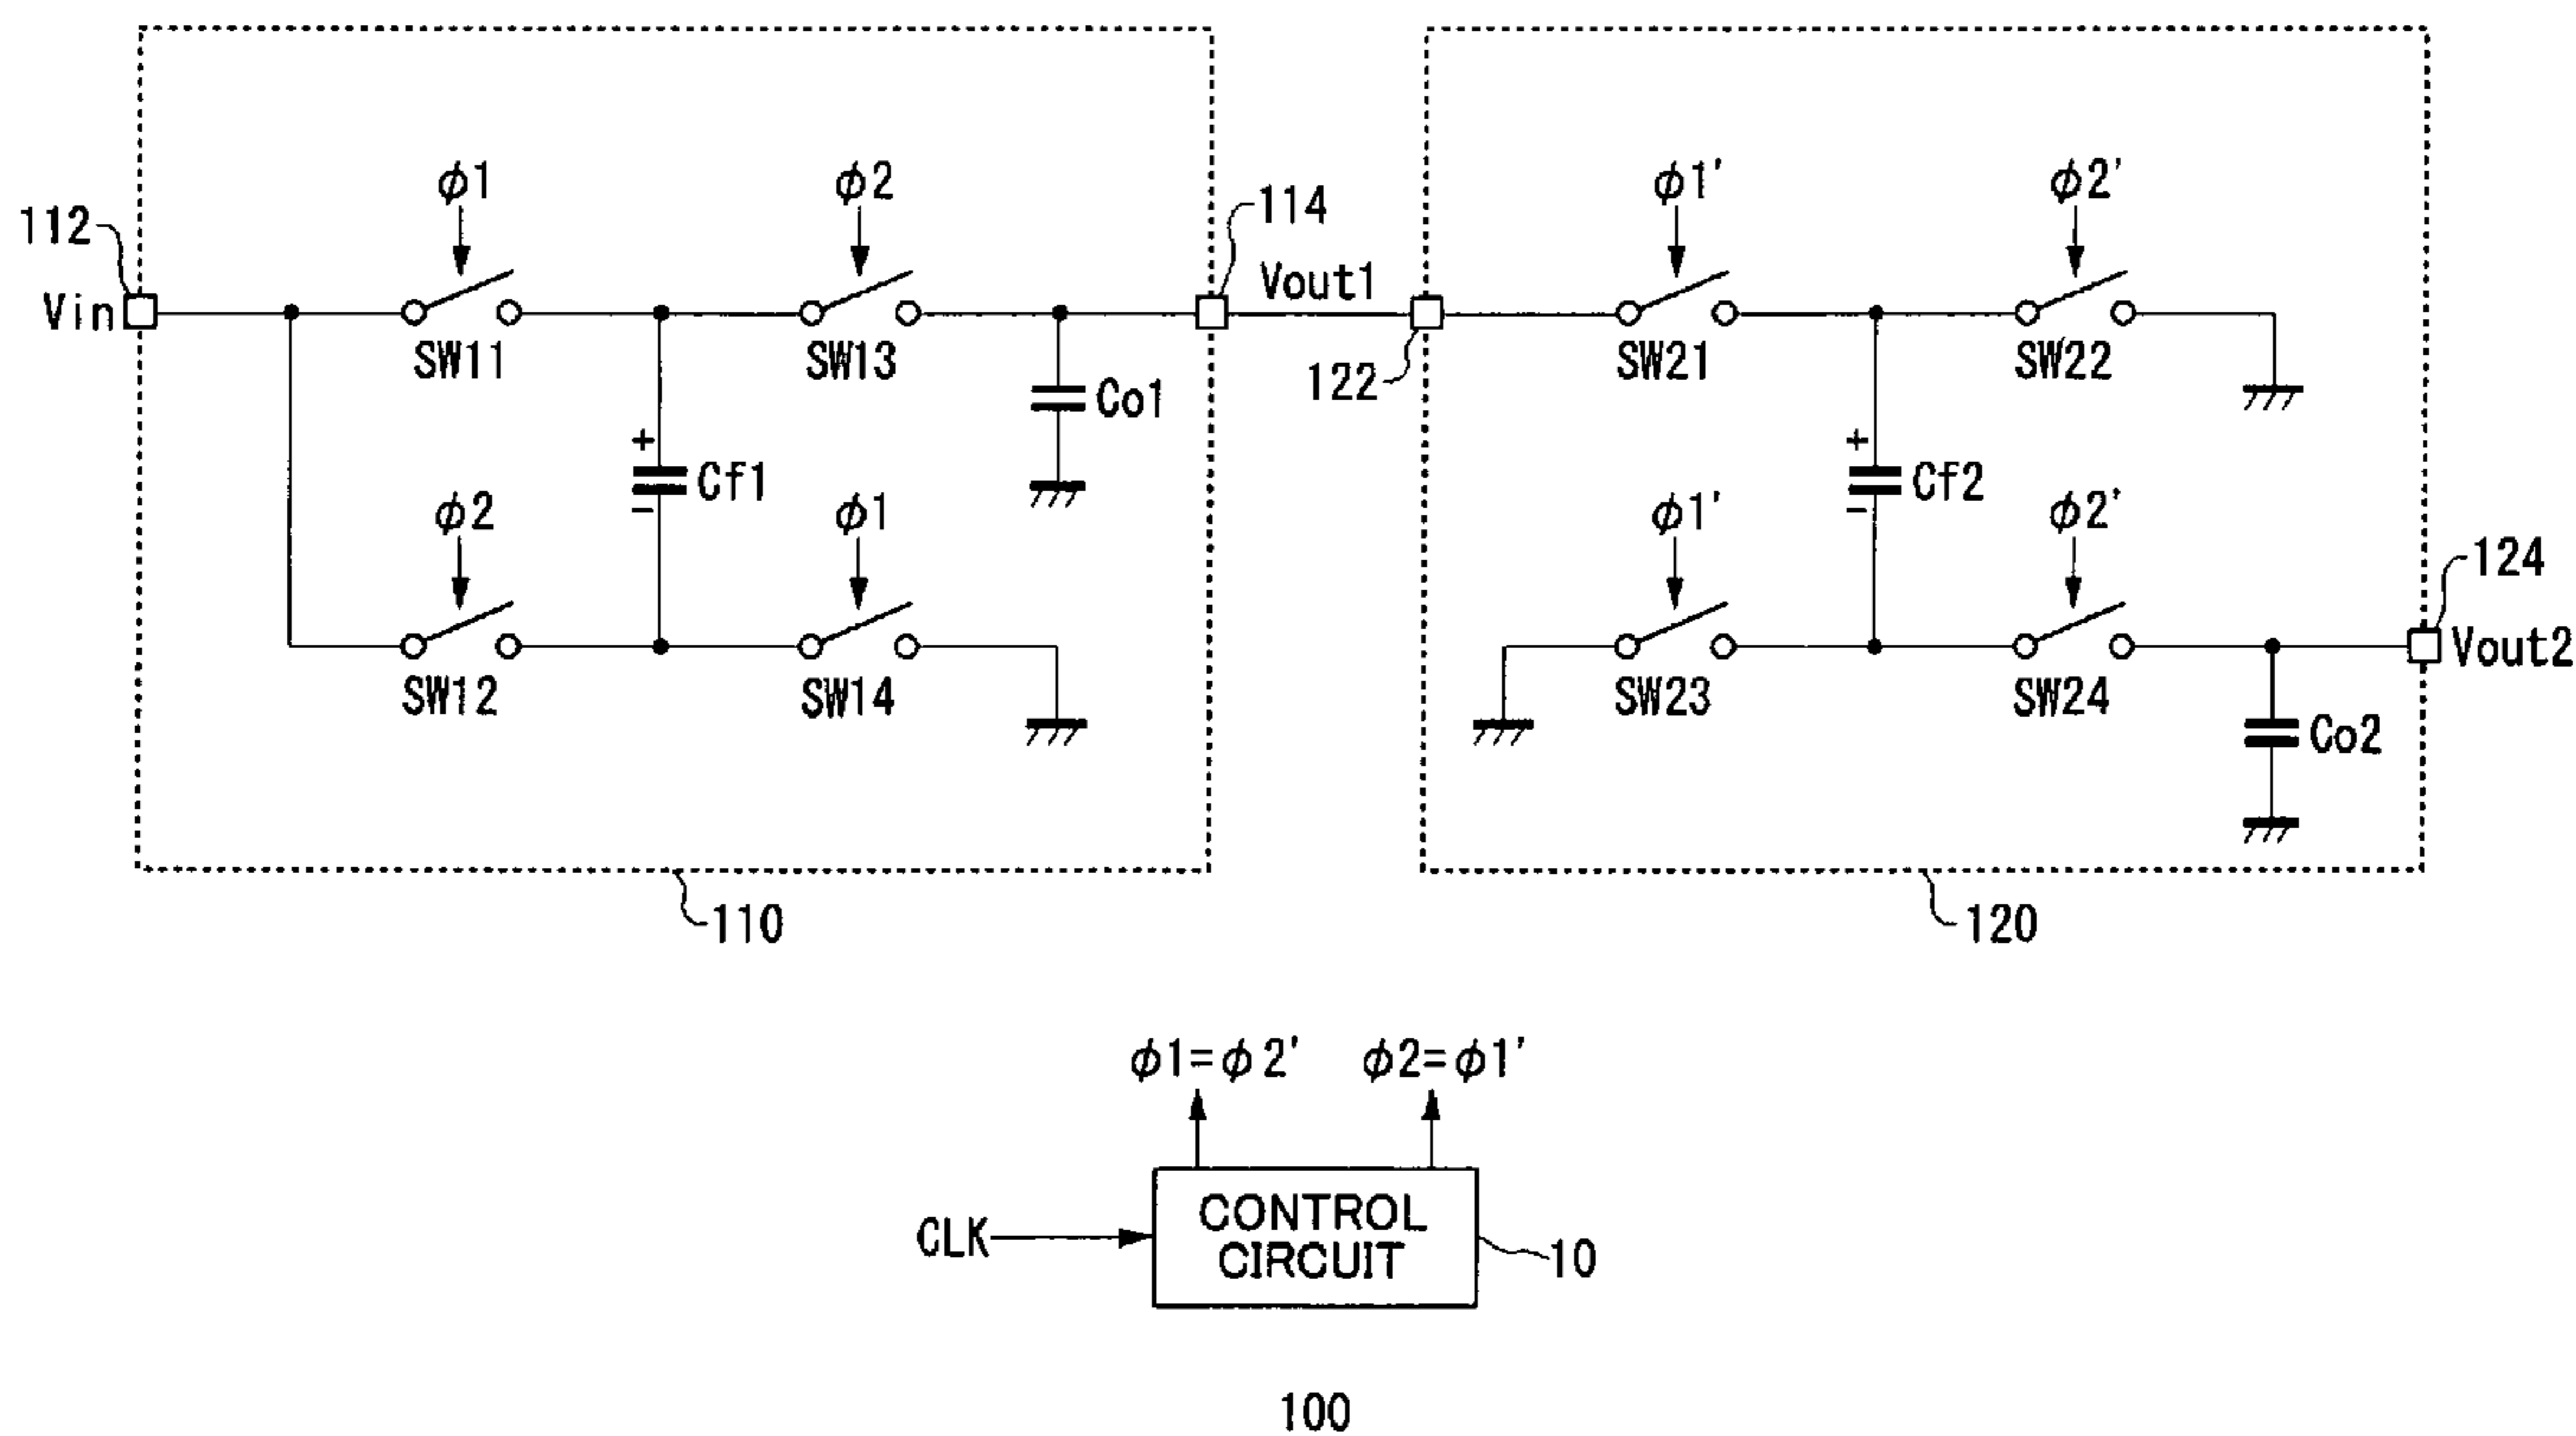 φ1
φ2
φ1'
φ2'
112
114
Vin
Vout1
SW11
SW13
122
SW21
SW22
Co1
+
Cf1
-
+
Cf2
-
φ2
φ1
φ1'
φ2'
124
Vout2
SW12
SW14
SW23
SW24
Co2
110
120
φ1=φ2'
φ2=φ1'
CLK
CONTROL
CIRCUIT
10
100